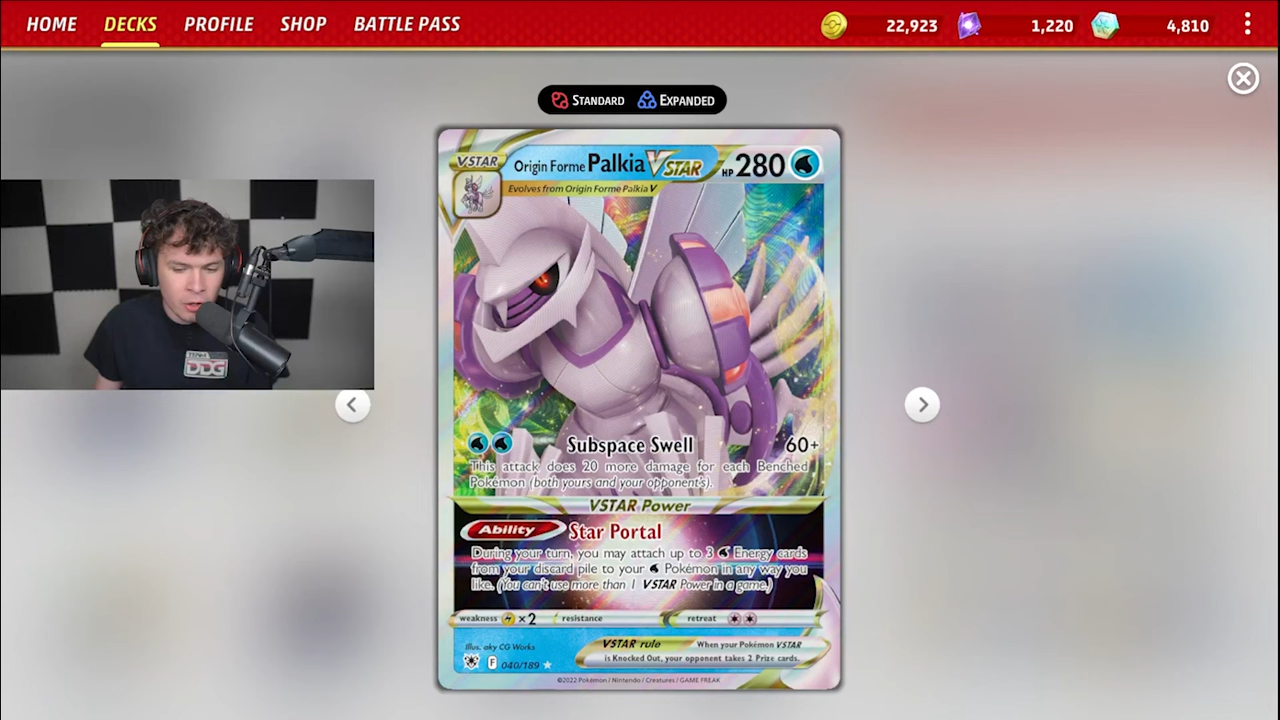 HOME DECKS PROFILE SHOP BATTLE PASS 22,923 1,220 4,810
STANDARD EXPANDED
VSTAR Origin Forme Palkia VSTAR HP 280
Evolves from Origin Forme Palkia V
DDG
Subspace Swell 60+
This attack does 20 more damage for each Benched
Pokémon (both yours and your opponent's).
VSTAR Power
Ability Star Portal
During your turn, you may attach up to 3 Energy cards
from your discard pile to your Pokémon in any way you
like. (You can't use more than 1 VSTAR Power in a game.)
weakness ×2 resistance retreat
Illus. aky CG Works
VSTAR rule When your Pokémon VSTAR
is Knocked Out, your opponent takes 2 Prize cards.
F 040/189
©2022 Pokémon / Nintendo / Creatures / GAME FREAK